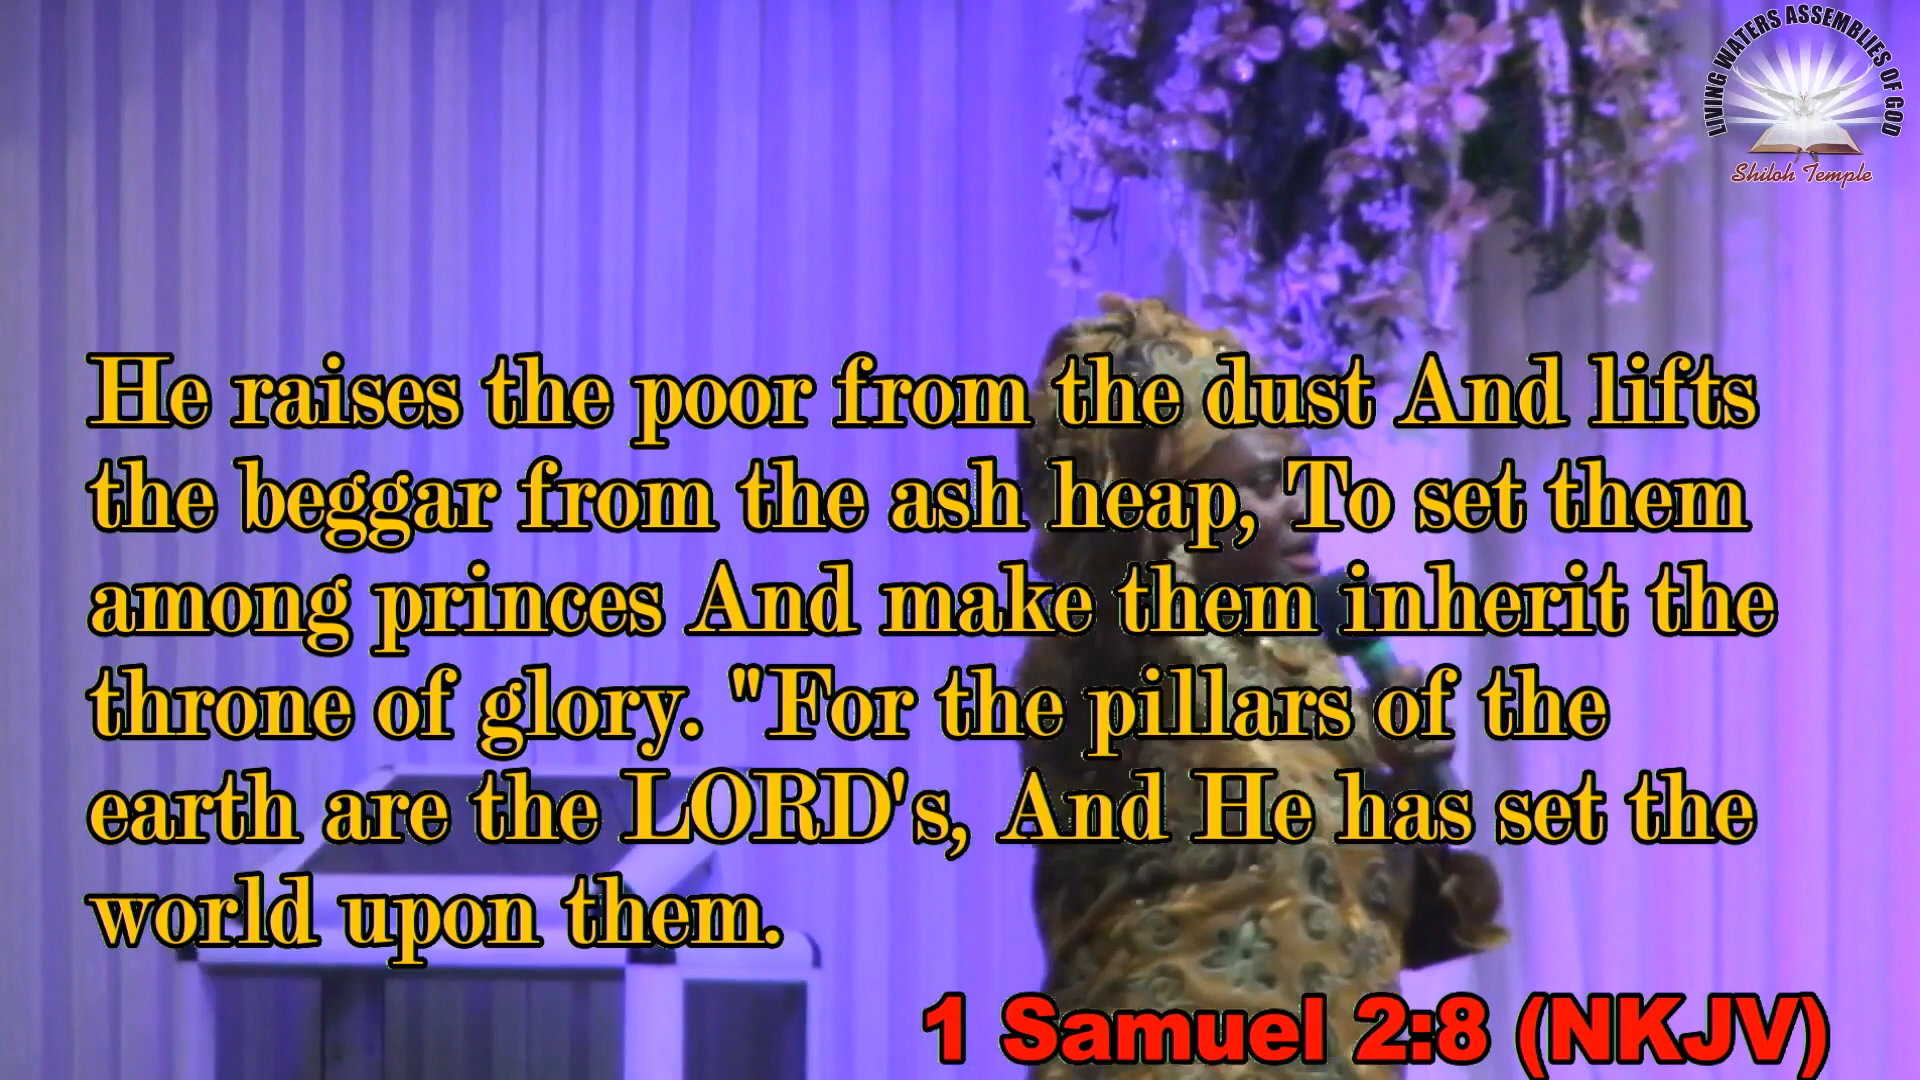 LIVING WATERS ASSEMBLIES OF GOD
Shiloh Temple
He raises the poor from the dust And lifts
the beggar from the ash heap, To set them
among princes And make them inherit the
throne of glory. "For the pillars of the
earth are the LORD's, And He has set the
world upon them.
1 Samuel 2:8 (NKJV)